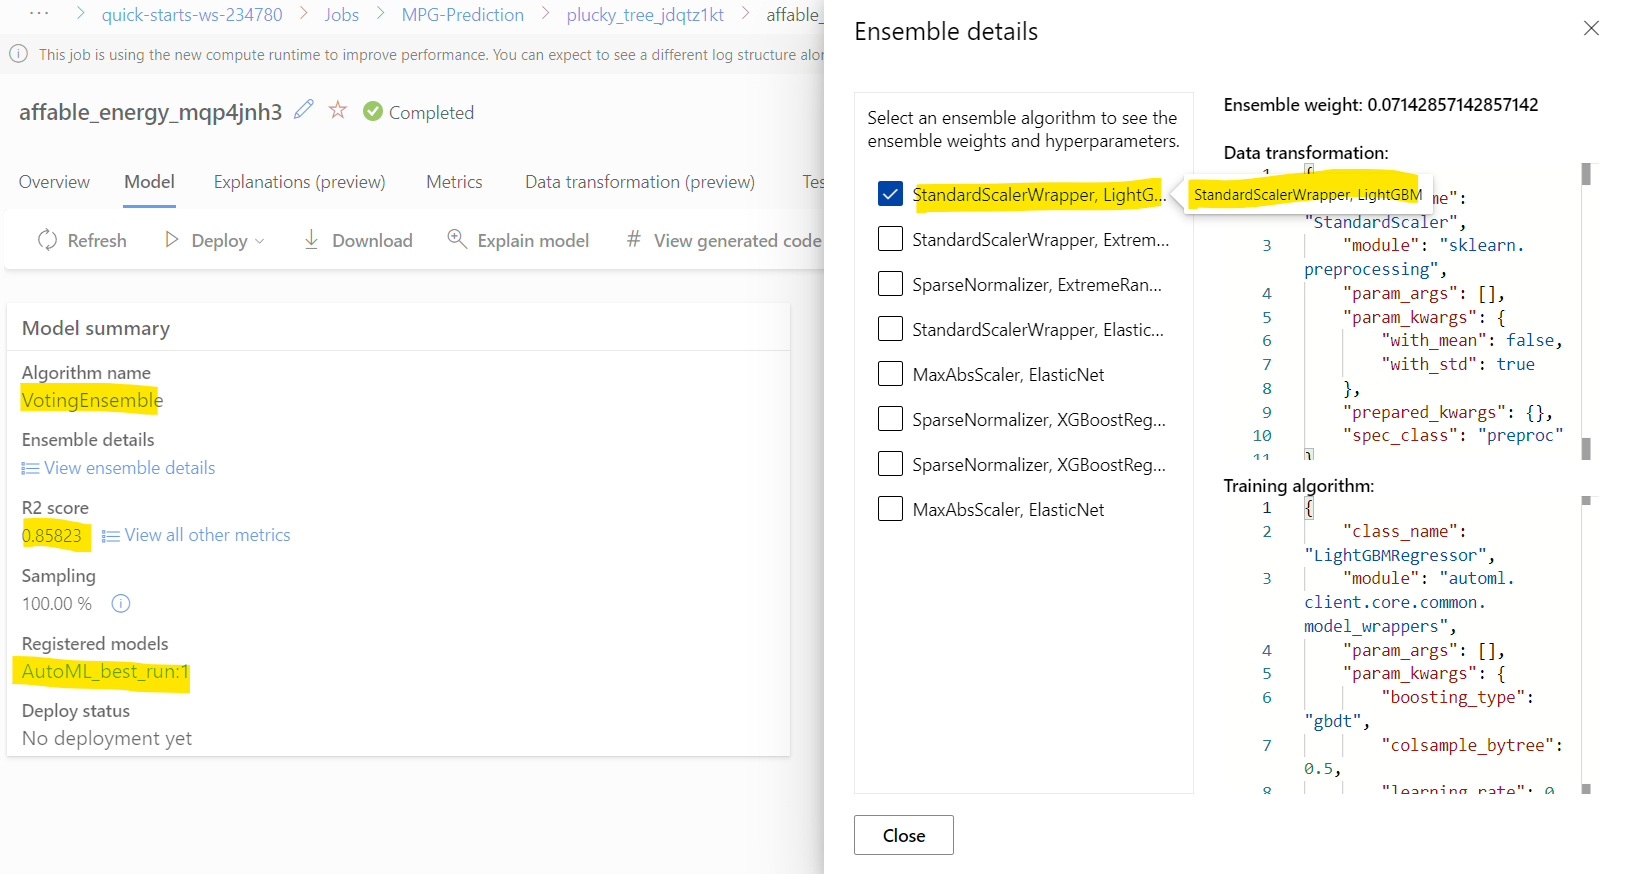 ··· > quick-starts-ws-234780 > Jobs > MPG-Prediction > plucky_tree_jdqtz1kt > affable_
This job is using the new compute runtime to improve performance. You can expect to see a different log structure alon
affable_energy_mqp4jnh3 Completed
Overview Model Explanations (preview) Metrics Data transformation (preview) Tes
Refresh Deploy Download Explain model # View generated code
Model summary
Algorithm name
VotingEnsemble
Ensemble details
View ensemble details
R2 score
0.85823 View all other metrics
Sampling
100.00 %
Registered models
AutoML_best_run:1
Deploy status
No deployment yet
Ensemble details
Select an ensemble algorithm to see the
ensemble weights and hyperparameters.
StandardScalerWrapper, LightG...
StandardScalerWrapper, Extrem...
SparseNormalizer, ExtremeRan...
StandardScalerWrapper, Elastic...
MaxAbsScaler, ElasticNet
SparseNormalizer, XGBoostReg...
SparseNormalizer, XGBoostReg...
MaxAbsScaler, ElasticNet
Close
Ensemble weight: 0.07142857142857142
Data transformation:
1 {
StandardScalerWrapper, LightGBM
me":
"StandardScaler",
3 "module": "sklearn.
preprocessing",
4 "param_args": [],
5 "param_kwargs": {
6 "with_mean": false,
7 "with_std": true
8 },
9 "prepared_kwargs": {},
10 "spec_class": "preproc"
11 }
Training algorithm:
1 {
2 "class_name":
"LightGBMRegressor",
3 "module": "automl.
client.core.common.
model_wrappers",
4 "param_args": [],
5 "param_kwargs": {
6 "boosting_type":
"gbdt",
7 "colsample_bytree":
0.5,
8 "learning_rate": 0